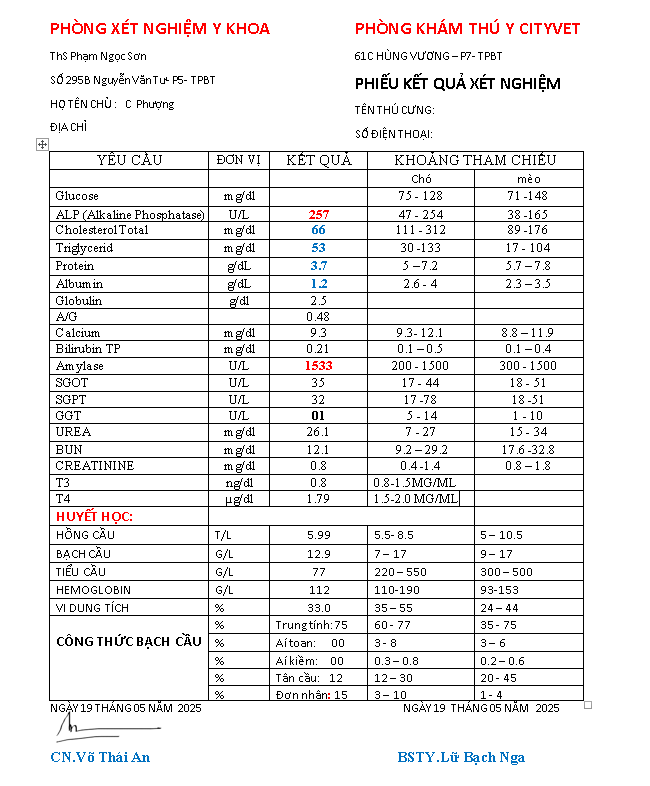 PHÒNG XÉT NGHIỆM Y KHOA
ThS Phạm Ngọc Sơn
SỐ 295B Nguyễn Văn Tư- P5- TPBT
HỌ TÊN CHỦ : C Phượng
ĐỊA CHỈ
PHÒNG KHÁM THÚ Y CITYVET
61C HÙNG VƯƠNG – P7- TPBT
PHIẾU KẾT QUẢ XÉT NGHIỆM
TÊN THÚ CƯNG:
SỐ ĐIỆN THOẠI:
YÊU CẦU ĐƠN VỊ KẾT QUẢ KHOẢNG THAM CHIẾU
Chó mèo
Glucose mg/dl 75 - 128 71 -148
ALP (Alkaline Phosphatase) U/L 257 47 - 254 38 -165
Cholesterol Total mg/dl 66 111 - 312 89 -176
Triglycerid mg/dl 53 30 -133 17 - 104
Protein g/dL 3.7 5 –7.2 5.7 – 7.8
Albumin g/dL 1.2 2.6 - 4 2.3 – 3.5
Globulin g/dl 2.5
A/G 0.48
Calcium mg/dl 9.3 9.3- 12.1 8.8 – 11.9
Bilirubin TP mg/dl 0.21 0.1 – 0.5 0.1 – 0.4
Amylase U/L 1533 200 - 1500 300 - 1500
SGOT U/L 35 17 - 44 18 - 51
SGPT U/L 32 17 -78 18 -51
GGT U/L 01 5 - 14 1 - 10
UREA mg/dl 26.1 7 - 27 15 - 34
BUN mg/dl 12.1 9.2 – 29.2 17.6 -32.8
CREATININE mg/dl 0.8 0.4 -1.4 0.8 – 1.8
T3 ng/dl 0.8 0.8-1.5MG/ML
T4 µg/dl 1.79 1.5-2.0 MG/ML
HUYẾT HỌC:
HỒNG CẦU T/L 5.99 5.5- 8.5 5 – 10.5
BẠCH CẦU G/L 12.9 7 – 17 9 – 17
TIỂU CẦU G/L 77 220 – 550 300 – 500
HEMOGLOBIN G/L 112 110-190 93-153
VI DUNG TÍCH % 33.0 35 – 55 24 – 44
CÔNG THỨC BẠCH CẦU
% Trung tính: 75 60 - 77 35 - 75
% Ái toan: 00 3 - 8 3 – 6
% Ái kiềm: 00 0.3 – 0.8 0.2 – 0.6
% Tân cầu: 12 12 – 30 20 - 45
% Đơn nhân: 15 3 – 10 1 - 4
NGÀY 19 THÁNG 05 NĂM 2025 NGÀY 19 THÁNG 05 NĂM 2025
CN.Võ Thái An BSTY.Lữ Bạch Nga